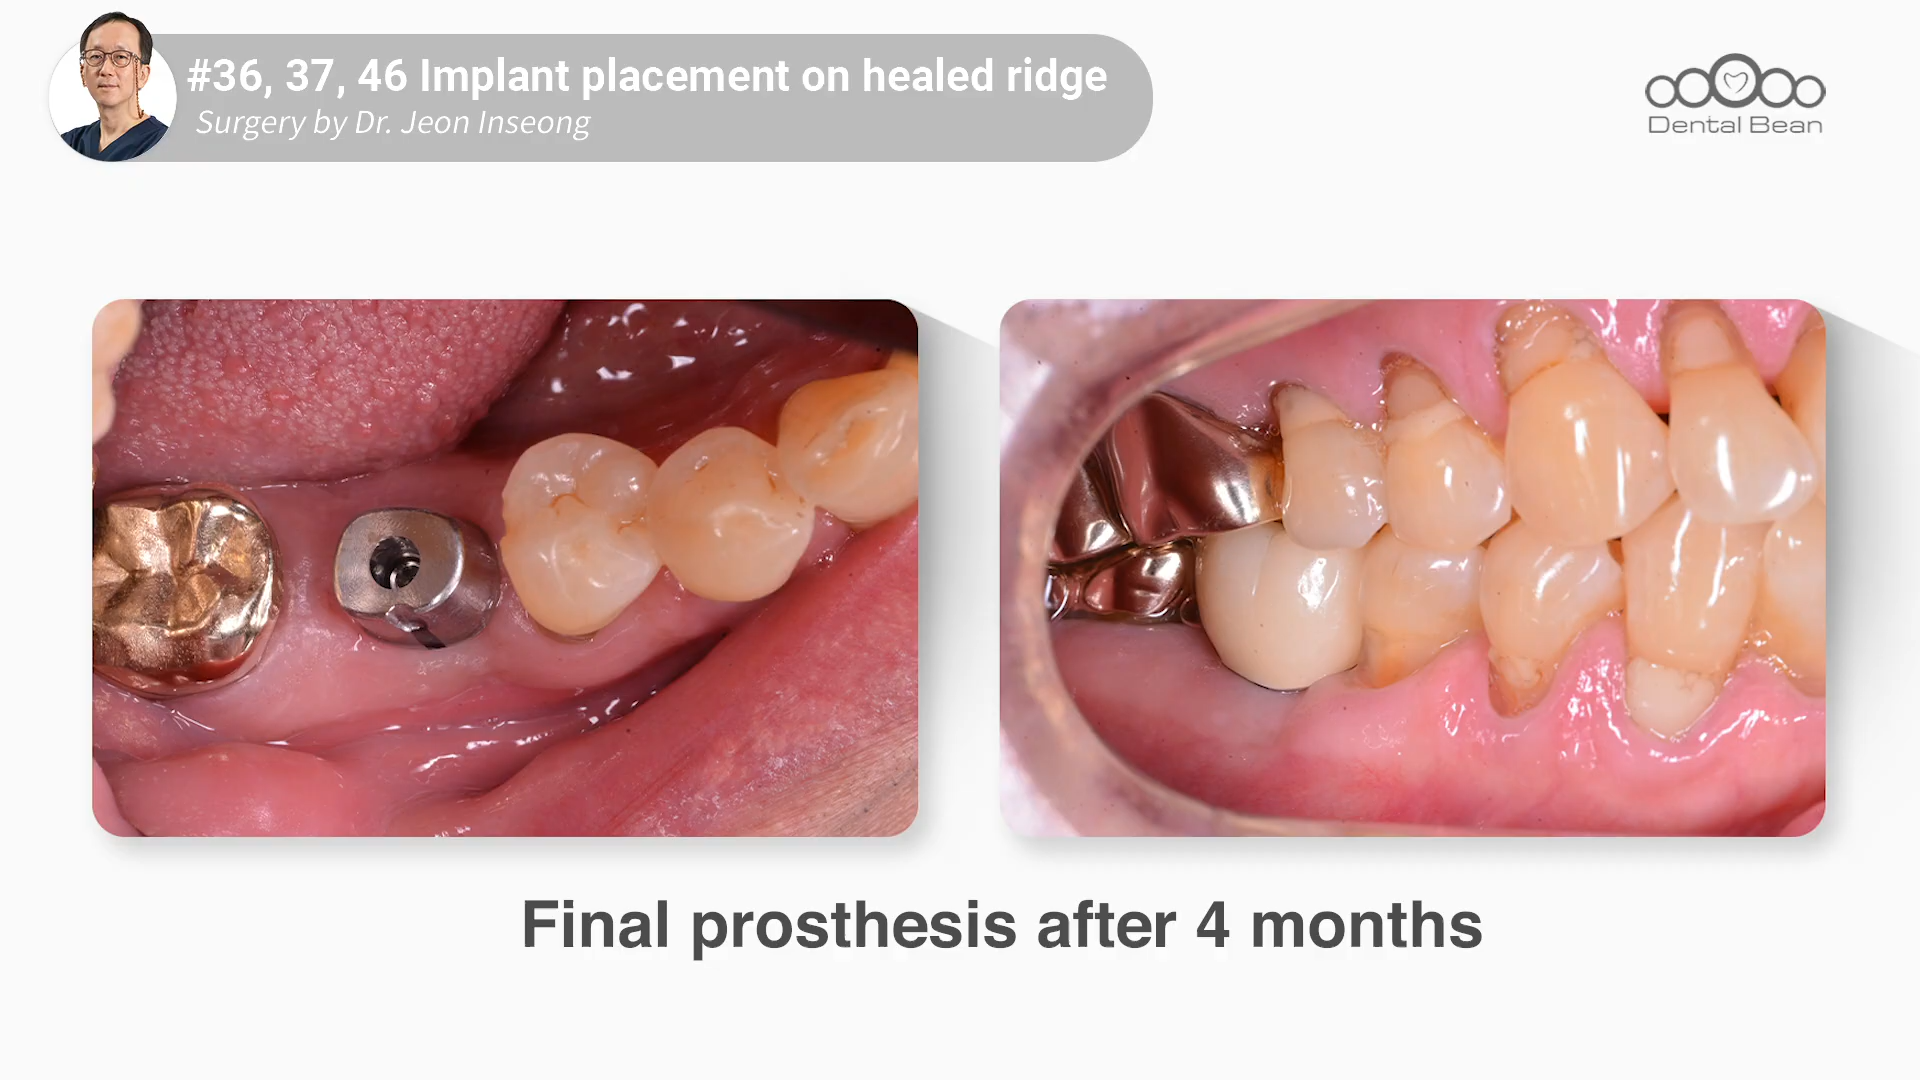 #36, 37, 46 Implant placement on healed ridge
Surgery by Dr. Jeon Inseong
Dental Bean
Final prosthesis after 4 months